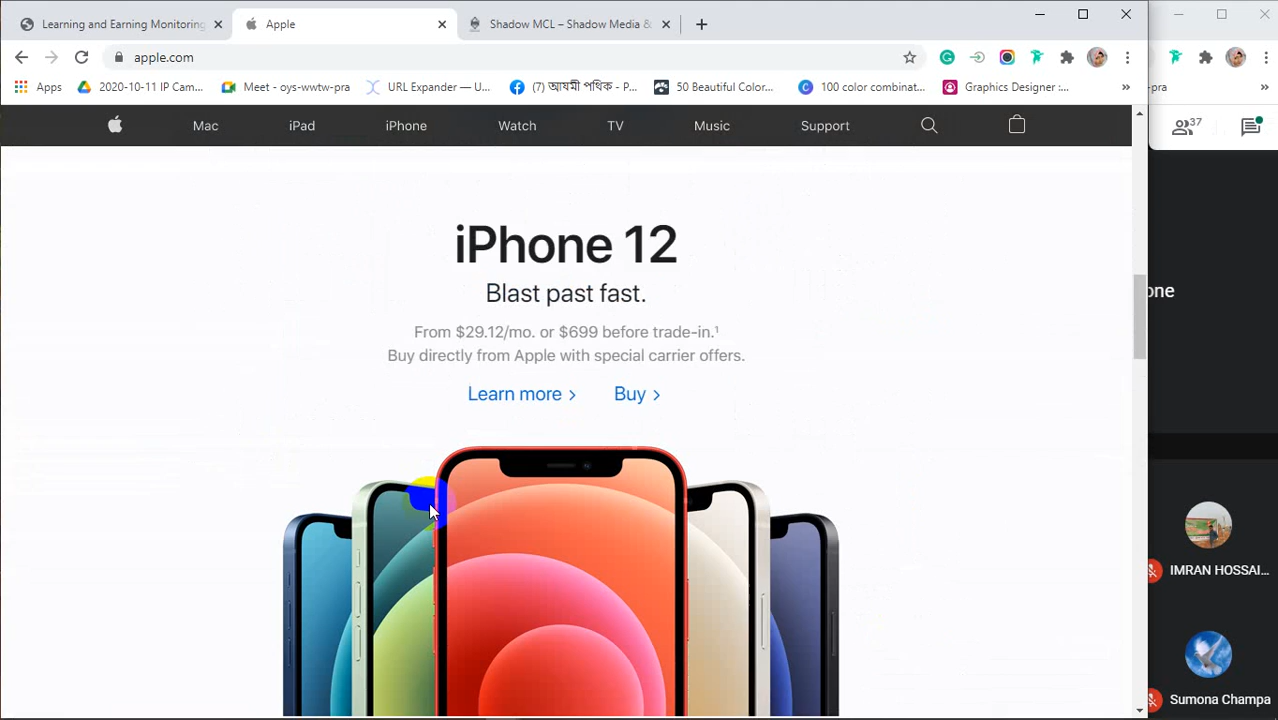 Learning and Earning Monitoring
Apple
Shadow MCL – Shadow Media &
apple.com
Apps
2020-10-11 IP Cam...
Meet - ojs-wwtw-pra
URL Expander — U...
(7) আযমী পথিক - P...
50 Beautiful Color...
100 color combinat...
Graphics Designer :...
»
-pra
»
Mac
iPad
iPhone
Watch
TV
Music
Support
37
iPhone 12
Blast past fast.
From $29.12/mo. or $699 before trade-in.¹
Buy directly from Apple with special carrier offers.
Learn more >
Buy >
one
IMRAN HOSSAI...
Sumona Champa